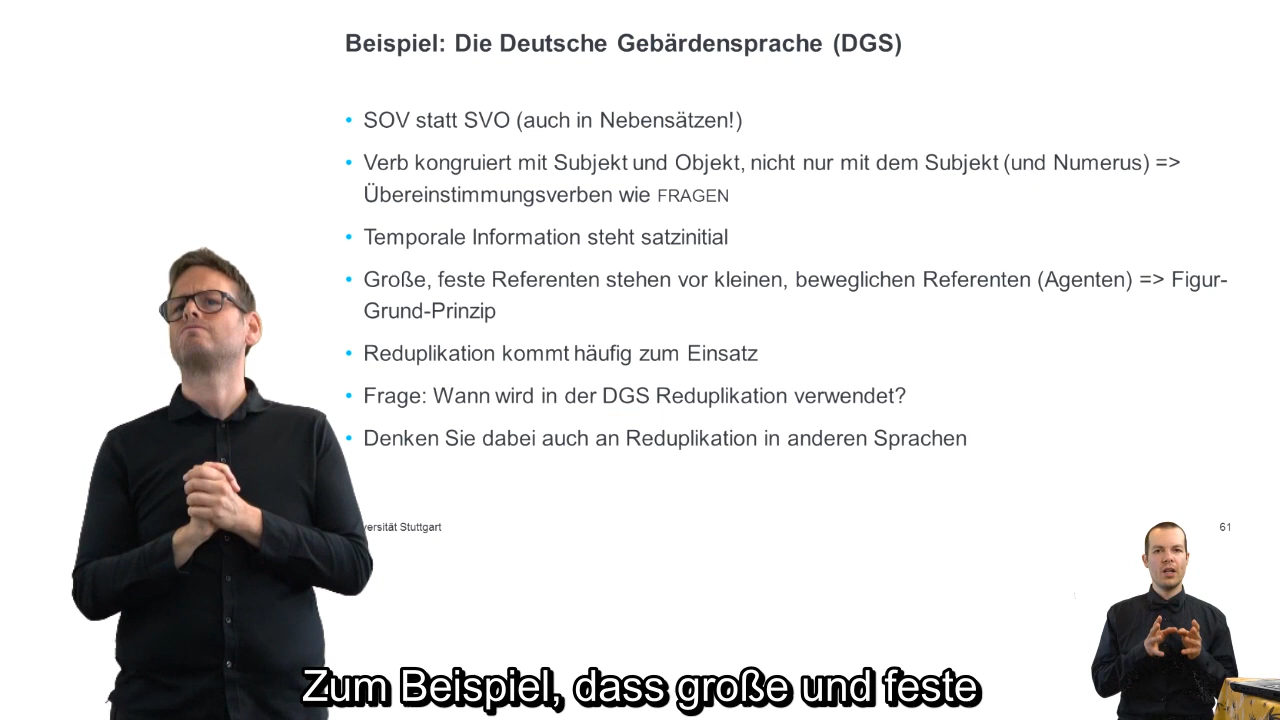 Beispiel: Die Deutsche Gebärdensprache (DGS)
• SOV statt SVO (auch in Nebensätzen!)
• Verb kongruiert mit Subjekt und Objekt, nicht nur mit dem Subjekt (und Numerus) =>
Übereinstimmungsverben wie FRAGEN
• Temporale Information steht satzinitial
• Große, feste Referenten stehen vor kleinen, beweglichen Referenten (Agenten) => Figur-
Grund-Prinzip
• Reduplikation kommt häufig zum Einsatz
• Frage: Wann wird in der DGS Reduplikation verwendet?
• Denken Sie dabei auch an Reduplikation in anderen Sprachen
versität Stuttgart
61
Zum Beispiel, dass große und feste